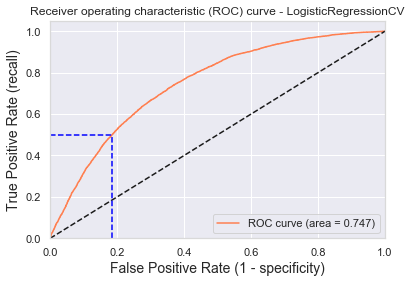 Receiver operating characteristic (ROC) curve - LogisticRegressionCV
1.0
0.8
0.6
0.4
0.2
0.0
True Positive Rate (recall)
ROC curve (area = 0.747)
0.0 0.2 0.4 0.6 0.8 1.0
False Positive Rate (1 - specificity)